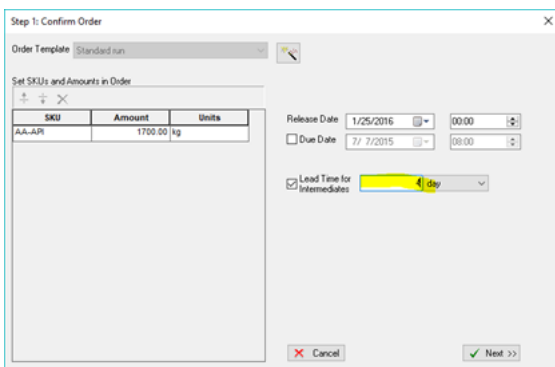 Step 1: Confirm Order
Order Template Standard run
Set SKUs and Amounts in Order
SKU Amount Units
AA-API 1700.00 kg
Release Date 1/25/2016 00:00
Due Date 7/ 7/2015 08:00
Lead Time for
Intermediates
4 day
Cancel
Next >>